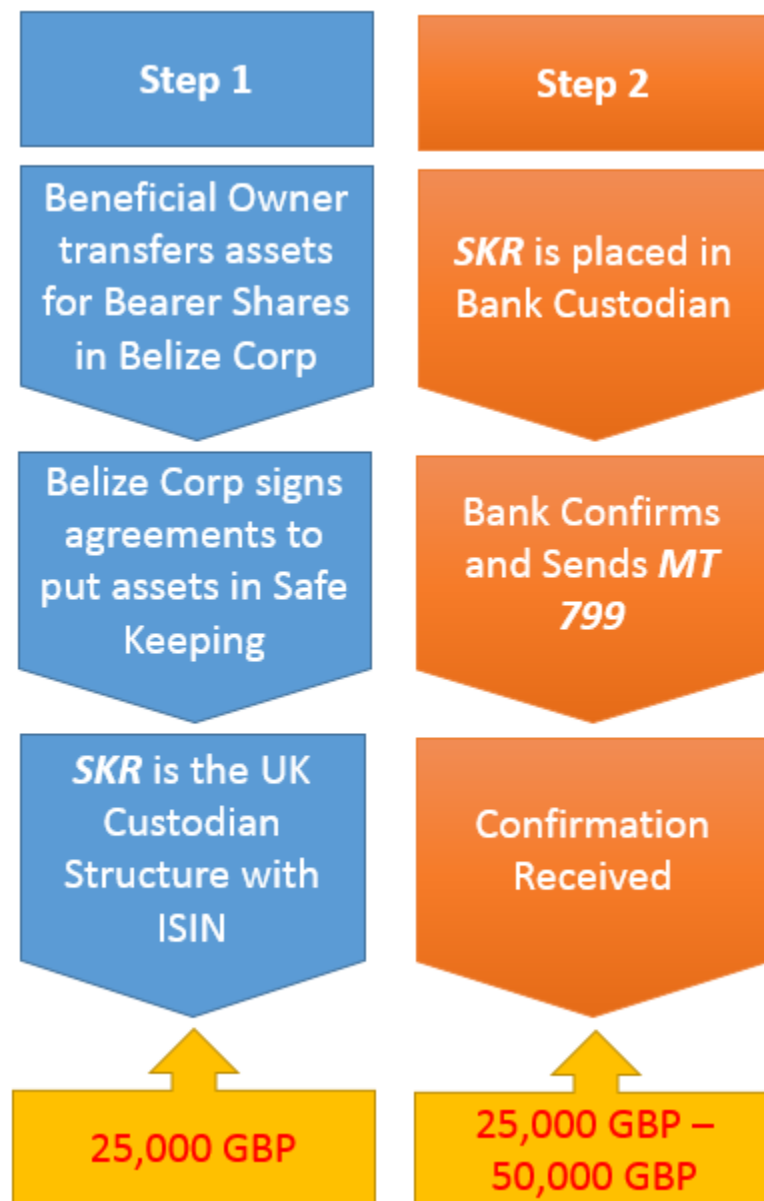 Step 1
Beneficial Owner
transfers assets
for Bearer Shares
in Belize Corp
Belize Corp signs
agreements to
put assets in Safe
Keeping
SKR is the UK
Custodian
Structure with
ISIN
25,000 GBP
Step 2
SKR is placed in
Bank Custodian
Bank Confirms
and Sends MT
799
Confirmation
Received
25,000 GBP –
50,000 GBP